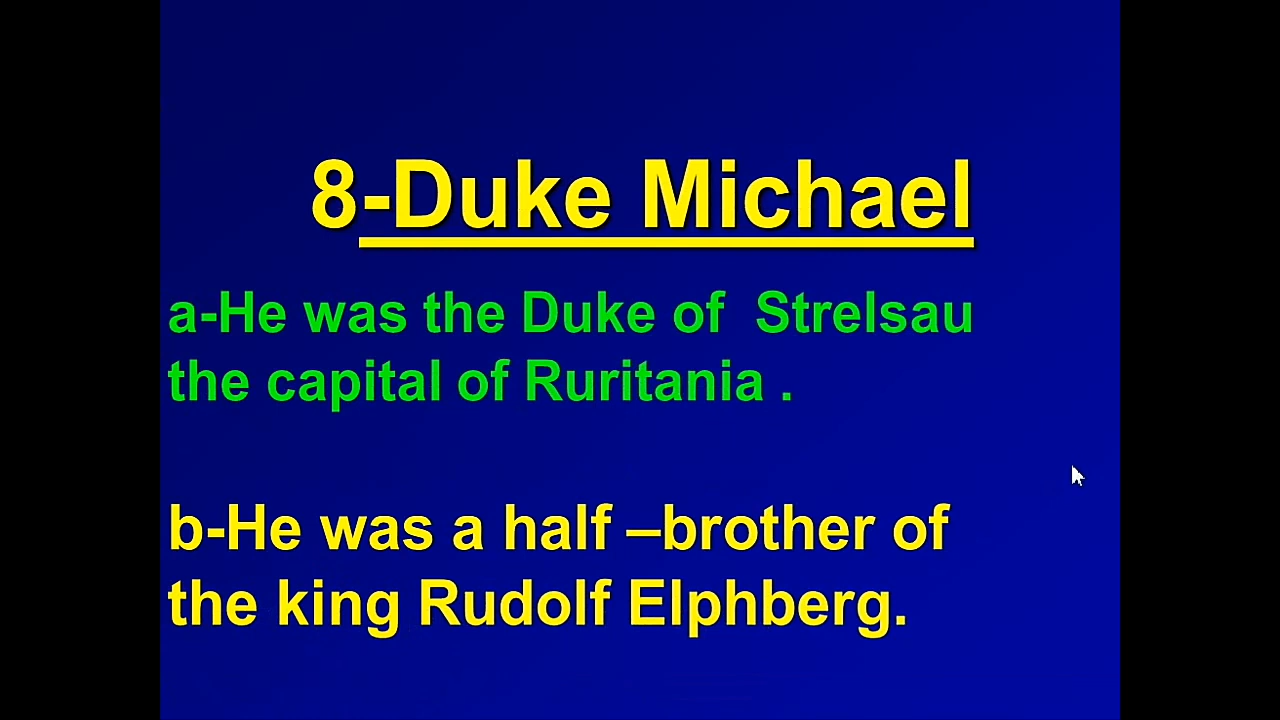 8-Duke Michael
a-He was the Duke of  Strelsau
the capital of Ruritania .
b-He was a half –brother of
the king Rudolf Elphberg.